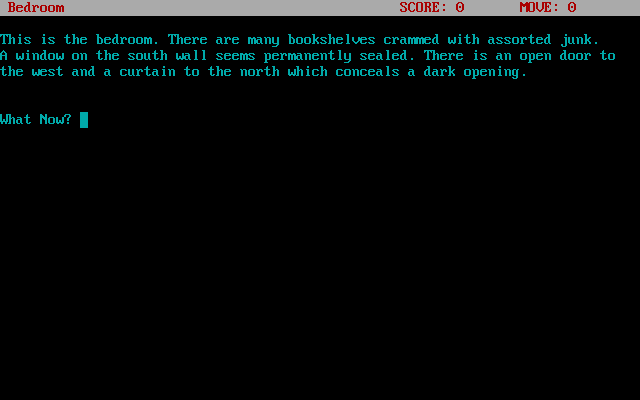 Bedroom SCORE: 0 MOVE: 0
This is the bedroom. There are many bookshelves crammed with assorted junk.
A window on the south wall seems permanently sealed. There is an open door to
the west and a curtain to the north which conceals a dark opening.
What Now?